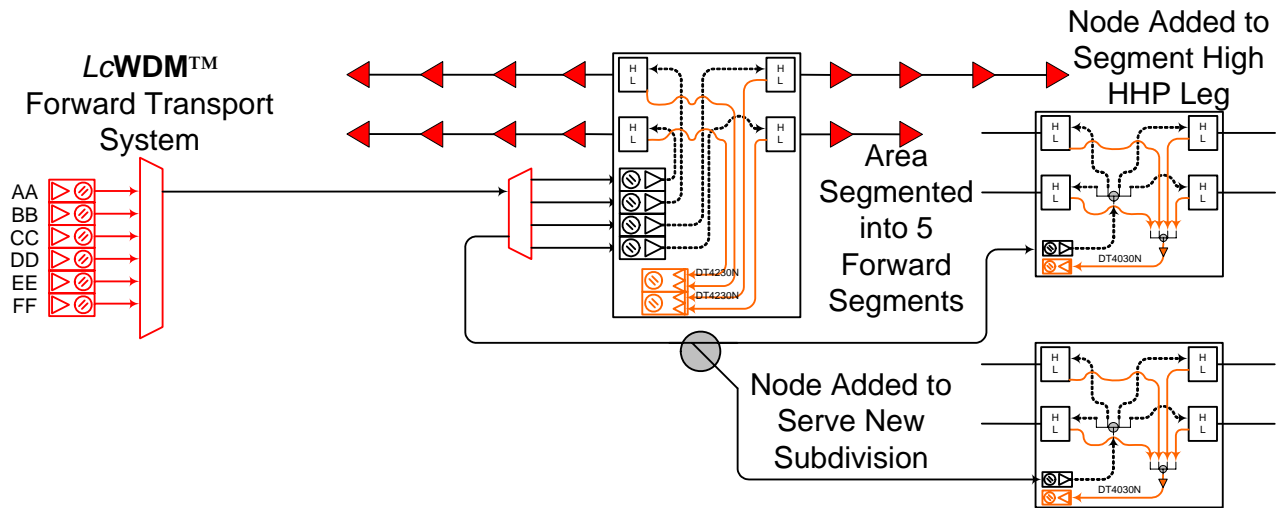 LcWDM™
Forward Transport
System
AA
BB
CC
DD
EE
FF
H
L
H
L
H
L
H
L
DT4230N
DT4230N
Area
Segmented
into 5
Forward
Segments
Node Added to
Segment High
HHP Leg
H
L
H
L
H
L
H
L
DT4030N
Node Added to
Serve New
Subdivision
H
L
H
L
H
L
H
L
DT4030N